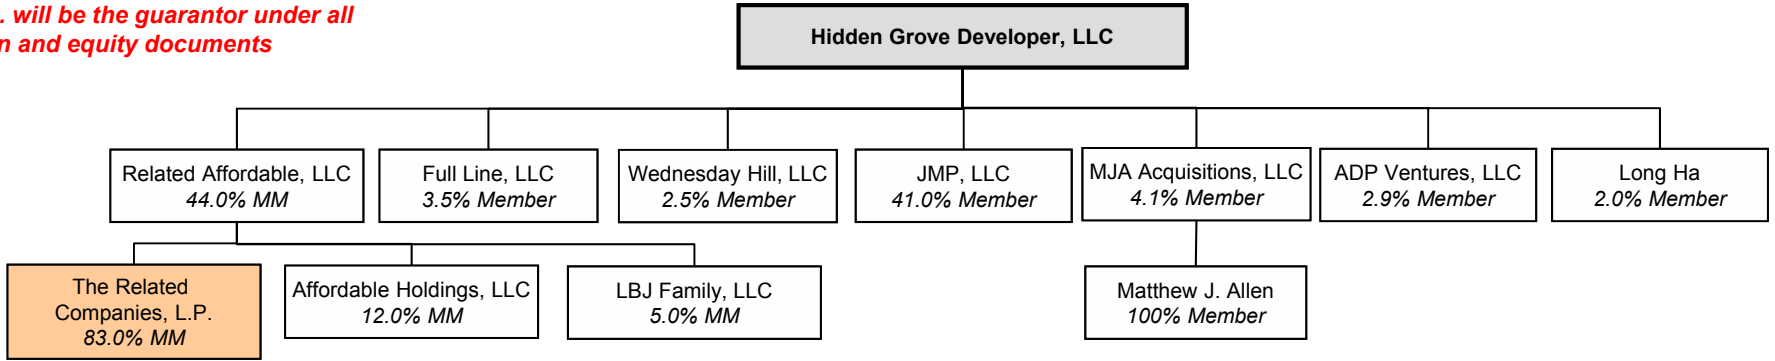 will be the guarantor under all
and equity documents
Hidden Grove Developer, LLC
Related Affordable, LLC
44.0% MM
Full Line, LLC
3.5% Member
Wednesday Hill, LLC
2.5% Member
JMP, LLC
41.0% Member
MJA Acquisitions, LLC
4.1% Member
ADP Ventures, LLC
2.9% Member
Long Ha
2.0% Member
The Related
Companies, L.P.
83.0% MM
Affordable Holdings, LLC
12.0% MM
LBJ Family, LLC
5.0% MM
Matthew J. Allen
100% Member